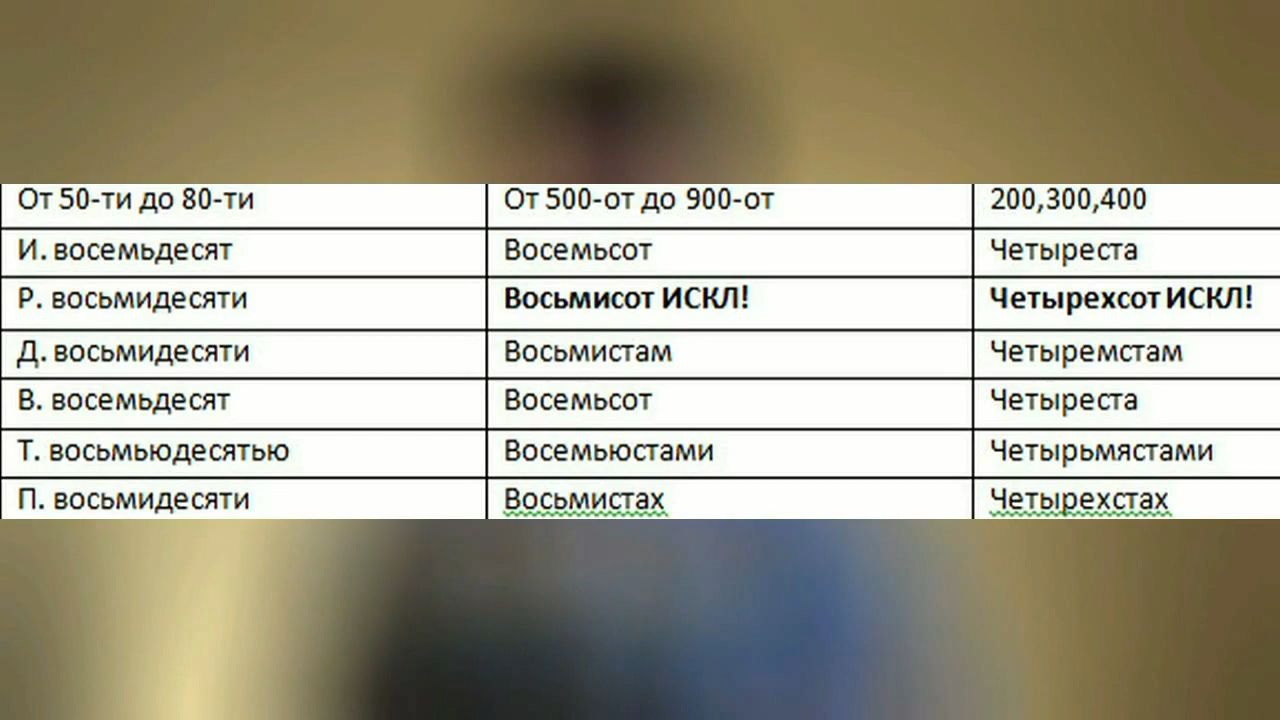 От 50-ти до 80-ти От 500-от до 900-от 200,300,400
И. восемьдесят Восемьсот Четыреста
Р. восьмидесяти Восьмисот ИСКЛ! Четырехсот ИСКЛ!
Д. восьмидесяти Восьмистам Четыремстам
В. восемьдесят Восемьсот Четыреста
Т. восьмьюдесятью Восемьюстами Четырьмястами
П. восьмидесяти Восьмистах Четырехстах